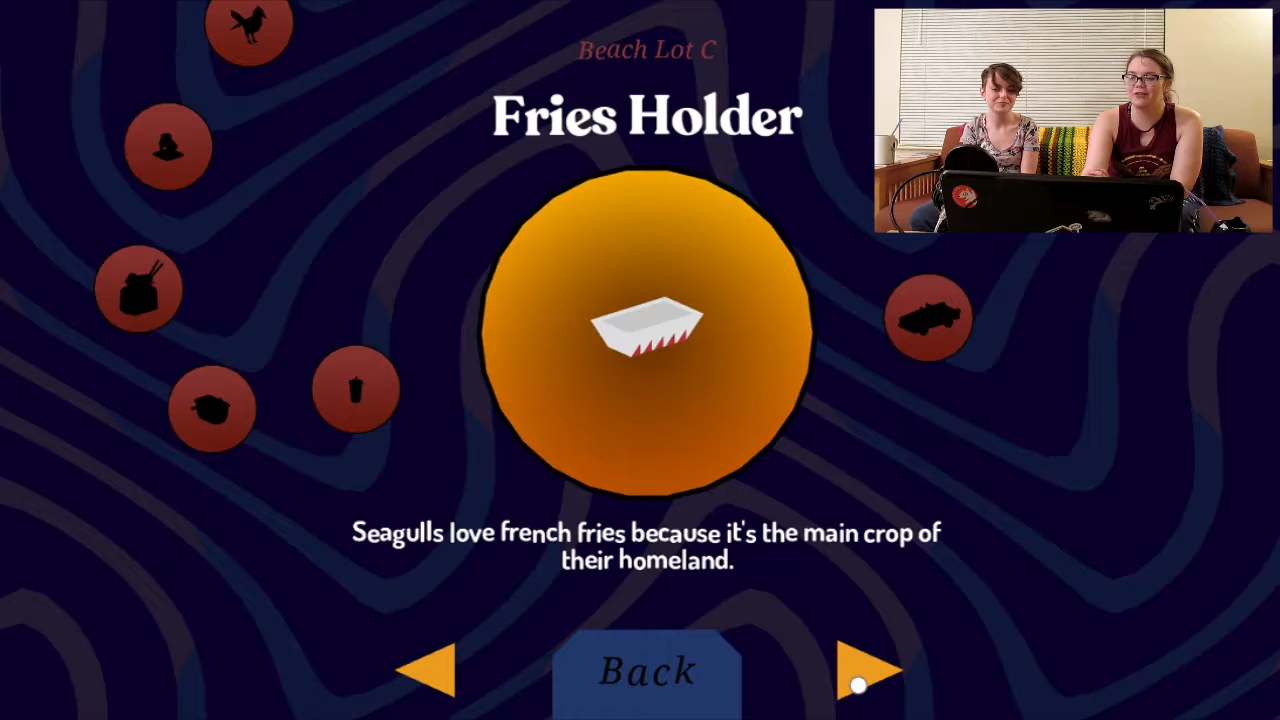 Beach Lot C
Fries Holder
Seagulls love french fries because it's the main crop of
their homeland.
Back